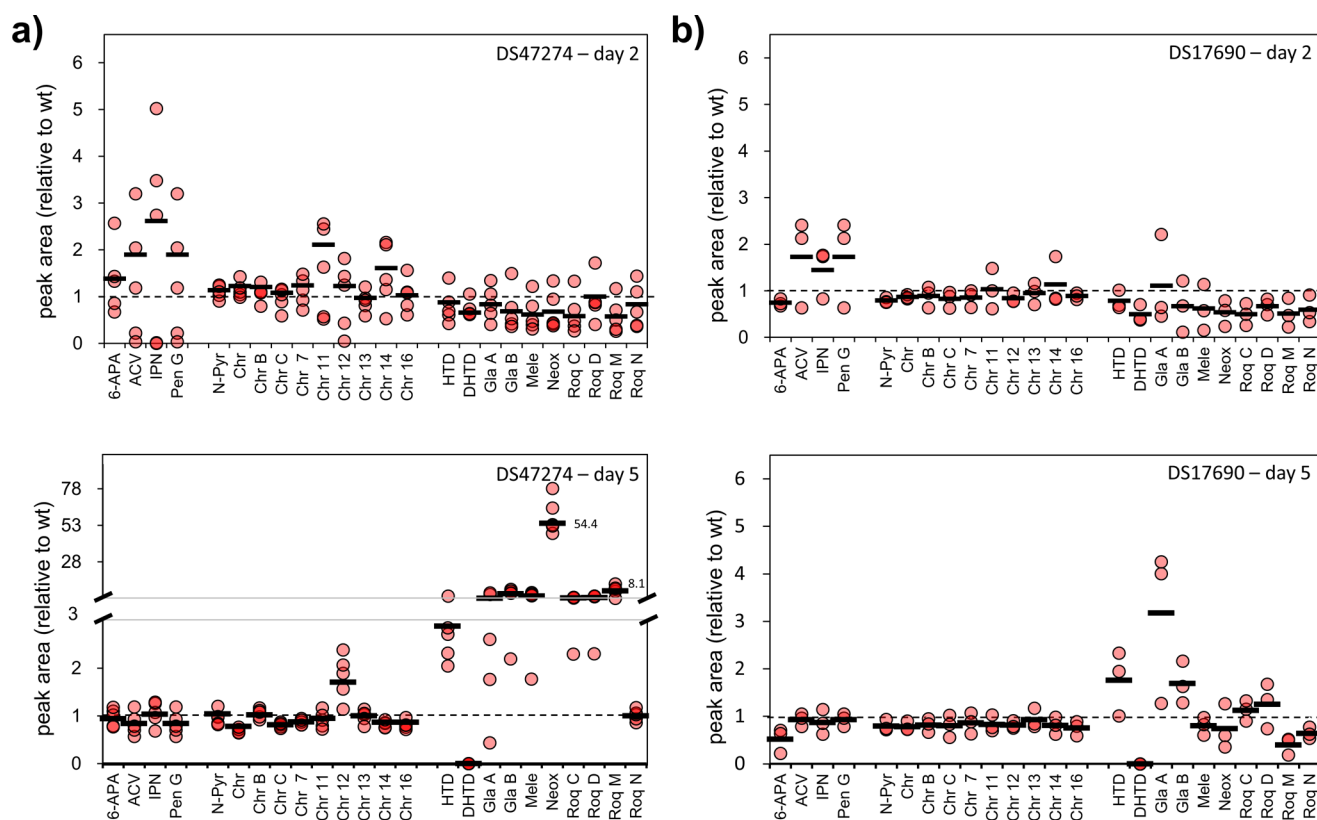 a)
DS47274 – day 2
peak area (relative to wt)
6
5
4
3
2
1
0
6-APA
ACV
IPN
Pen G
N-Pyr
Chr
Chr B
Chr C
Chr 7
Chr 11
Chr 12
Chr 13
Chr 14
Chr 16
HTD
DHTD
Gla A
Gla B
Mele
Neox
Roq C
Roq D
Roq M
Roq N
b)
DS17690 – day 2
peak area (relative to wt)
6
5
4
3
2
1
0
6-APA
ACV
IPN
Pen G
N-Pyr
Chr
Chr B
Chr C
Chr 7
Chr 11
Chr 12
Chr 13
Chr 14
Chr 16
HTD
DHTD
Gla A
Gla B
Mele
Neox
Roq C
Roq D
Roq M
Roq N
DS47274 – day 5
peak area (relative to wt)
78
53
28
3
2
1
0
54.4
8.1
6-APA
ACV
IPN
Pen G
N-Pyr
Chr
Chr B
Chr C
Chr 7
Chr 11
Chr 12
Chr 13
Chr 14
Chr 16
HTD
DHTD
Gla A
Gla B
Mele
Neox
Roq C
Roq D
Roq M
Roq N
DS17690 – day 5
peak area (relative to wt)
6
5
4
3
2
1
0
6-APA
ACV
IPN
Pen G
N-Pyr
Chr
Chr B
Chr C
Chr 7
Chr 11
Chr 12
Chr 13
Chr 14
Chr 16
HTD
DHTD
Gla A
Gla B
Mele
Neox
Roq C
Roq D
Roq M
Roq N